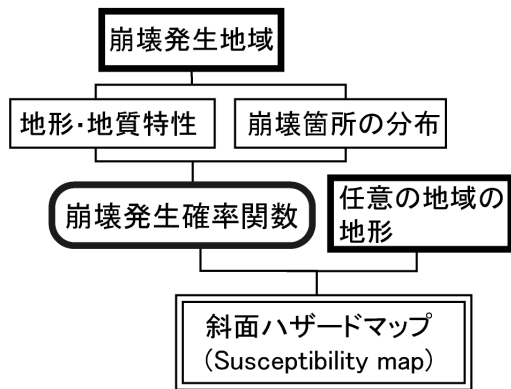 崩壊発生地域
地形・地質特性
崩壊箇所の分布
崩壊発生確率関数
任意の地域の
地形
斜面ハザードマップ
(Susceptibility map)